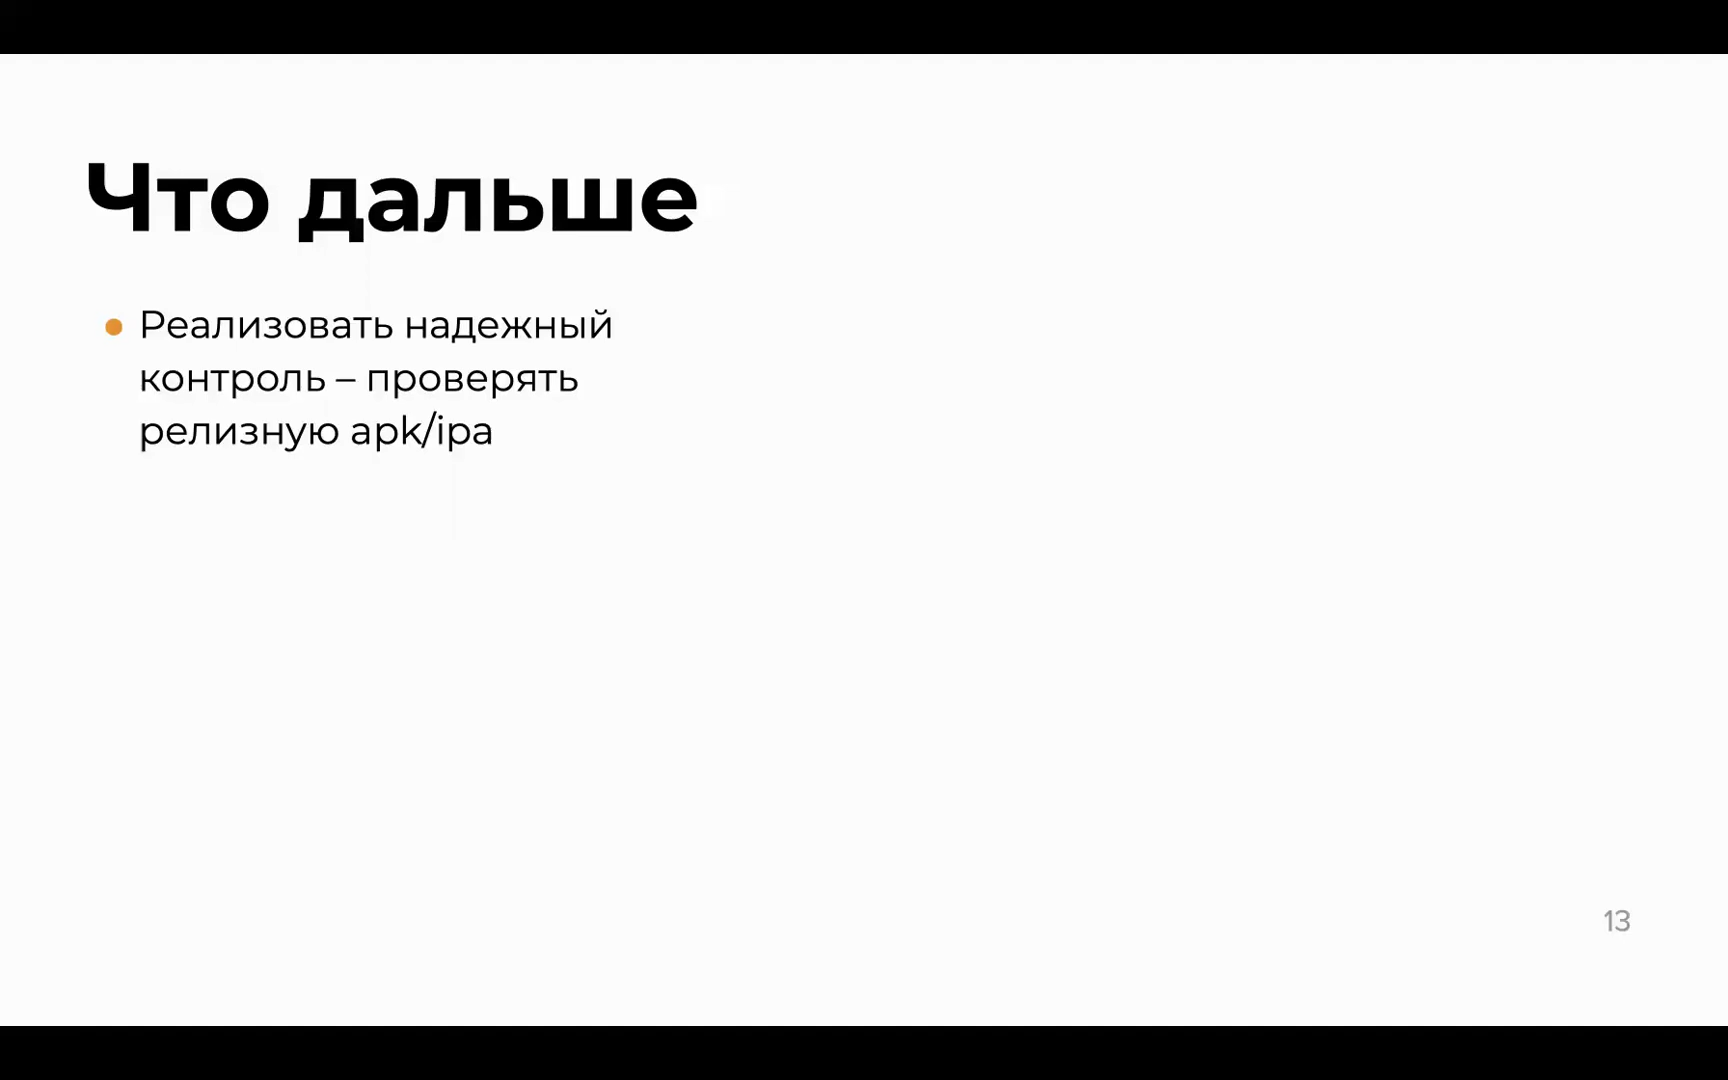 Что дальше
Реализовать надежный
контроль – проверять
релизную apk/ipa
13